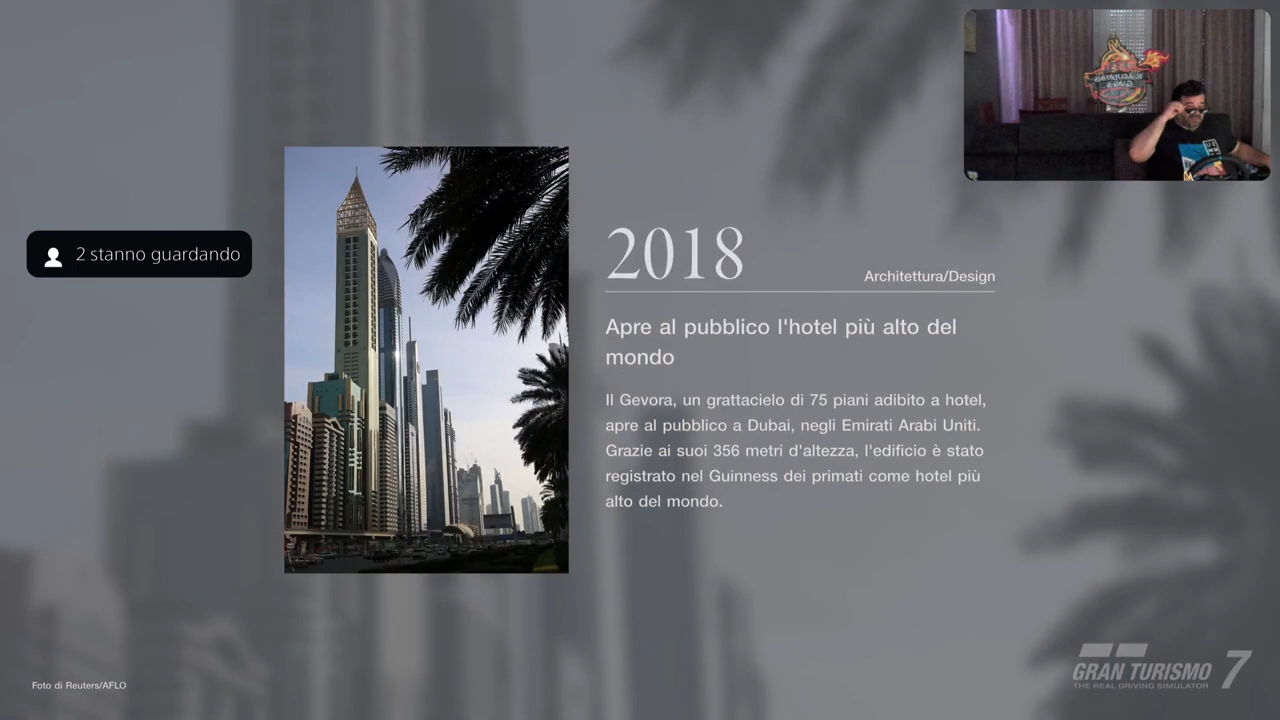 2 stanno guardando
2018
Architettura/Design
Apre al pubblico l'hotel più alto del
mondo
Il Gevora, un grattacielo di 75 piani adibito a hotel,
apre al pubblico a Dubai, negli Emirati Arabi Uniti.
Grazie ai suoi 356 metri d'altezza, l'edificio è stato
registrato nel Guinness dei primati come hotel più
alto del mondo.
Foto di Reuters/AFLO
GRAN TURISMO 7
THE REAL DRIVING SIMULATOR